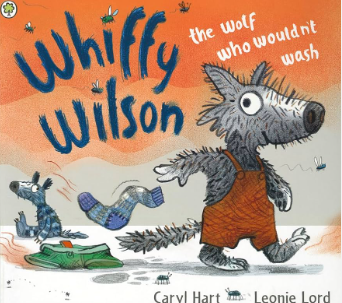 Whiffy
Wilson
the wolf
who wouldn't
wash
Caryl Hart
Leonie Lord